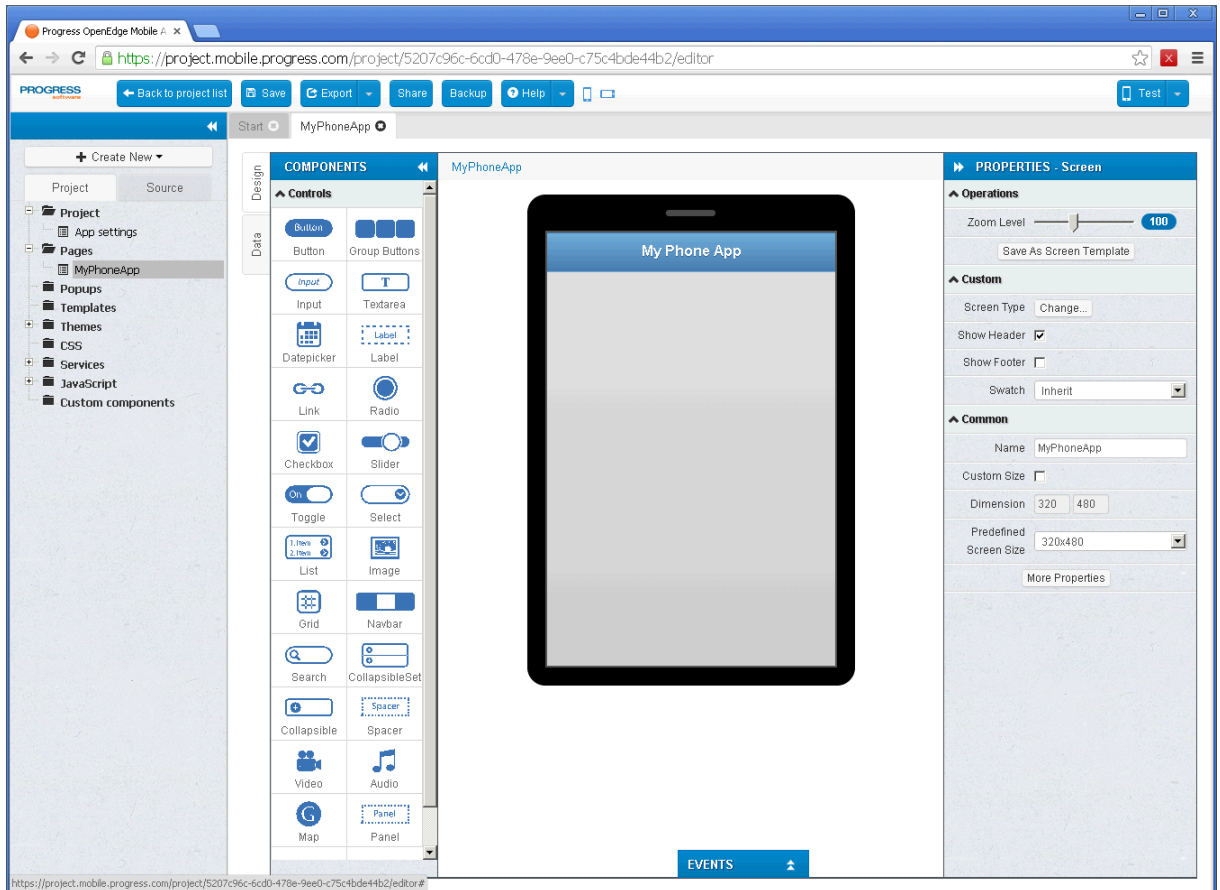 Progress OpenEdge Mobile A
https://project.mobile.progress.com/project/5207c96c-6cd0-478e-9ee0-c75c4bde44b2/editor
PROGRESS
software
Back to project list
Save
Export
Share
Backup
Help
Test
Start
MyPhoneApp
Create New
Project
Source
Project
App settings
Pages
MyPhoneApp
Popups
Templates
Themes
CSS
Services
JavaScript
Custom components
Design
Data
COMPONENTS
Controls
Button
Button
Group Buttons
Input
T
Input
Textarea
Label
Datepicker
Label
Link
Radio
Checkbox
Slider
On
Toggle
Select
1. Item
2. Item
List
Image
Grid
Navbar
Search
CollapsibleSet
Spacer
Collapsible
Spacer
Video
Audio
G
Panel
Map
Panel
MyPhoneApp
My Phone App
EVENTS
PROPERTIES - Screen
Operations
Zoom Level
100
Save As Screen Template
Custom
Screen Type
Change...
Show Header
Show Footer
Swatch
Inherit
Common
Name
MyPhoneApp
Custom Size
Dimension
320
480
Predefined
Screen Size
320x480
More Properties
https://project.mobile.progress.com/project/5207c96c-6cd0-478e-9ee0-c75c4bde44b2/editor#